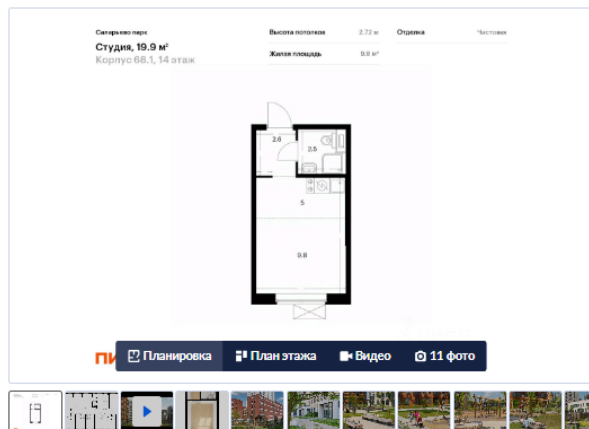 Саларьево парк
Студия, 19.9 м²
Корпус 68.1, 14 этаж
Высота потолков 2.72 м Отделка Чистовая
Жилая площадь 9.8 м²
2.6
2.5
5
9.8
ПИ
Планировка План этажа Видео 11 фото